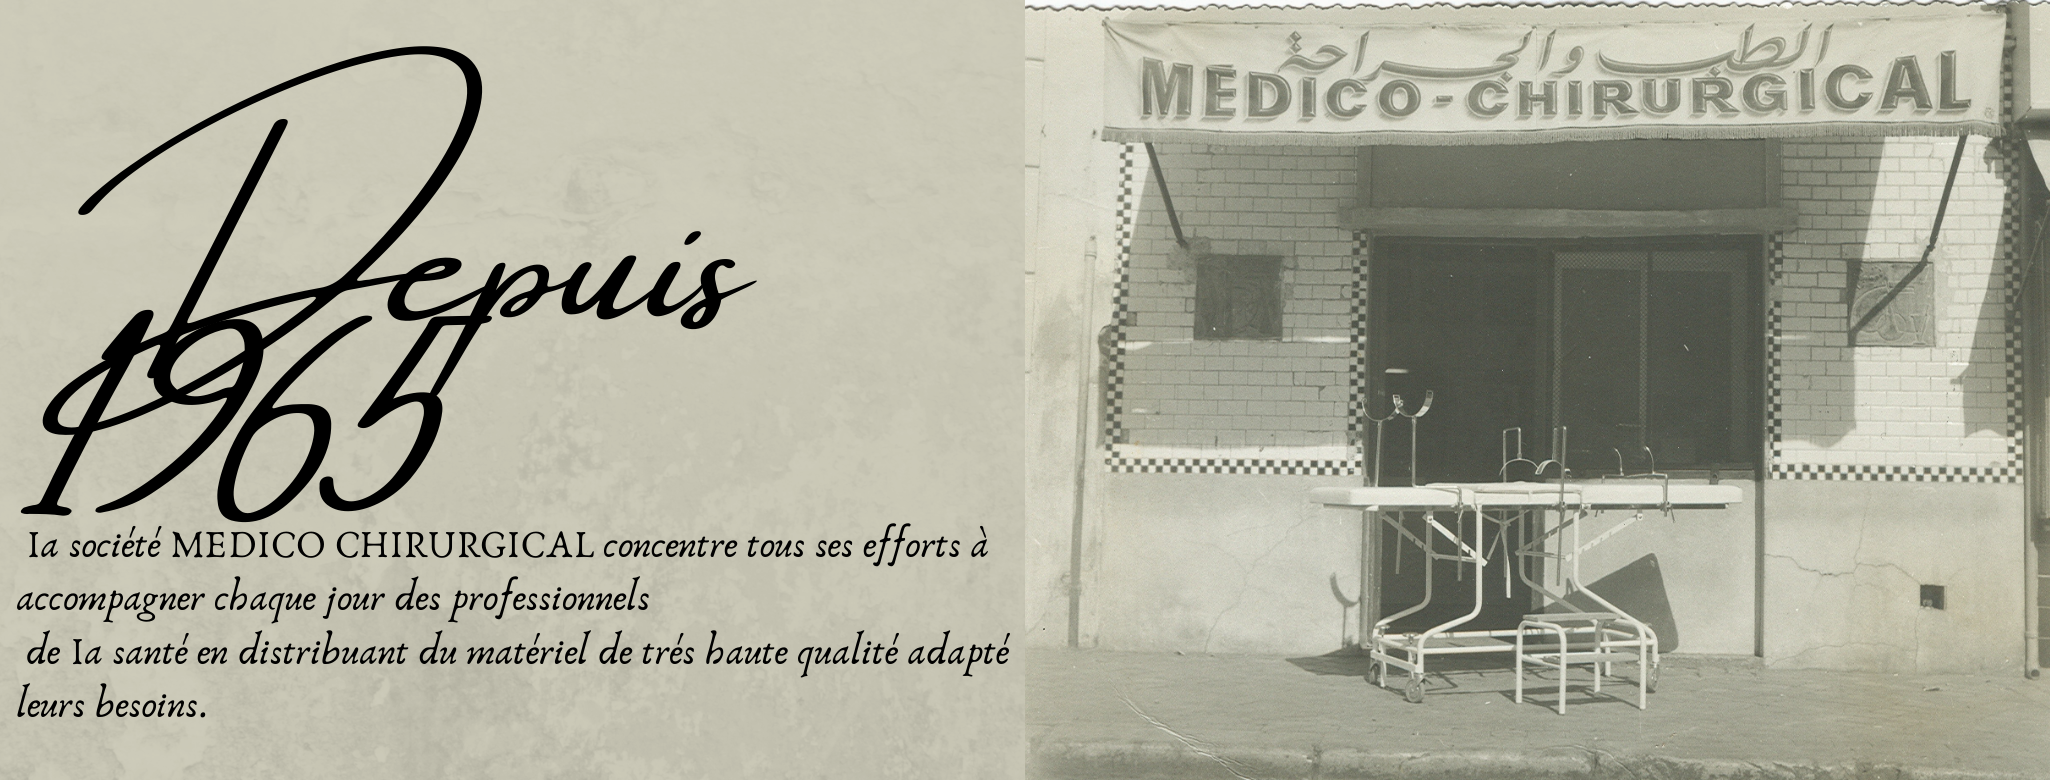 Depuis
1965
Ia société MEDICO CHIRURGICAL concentre tous ses efforts à
accompagner chaque jour des professionnels
de Ia santé en distribuant du matériel de trés haute qualité adapté
leurs besoins.
الطب والجراحة
MEDICO-CHIRURGICAL